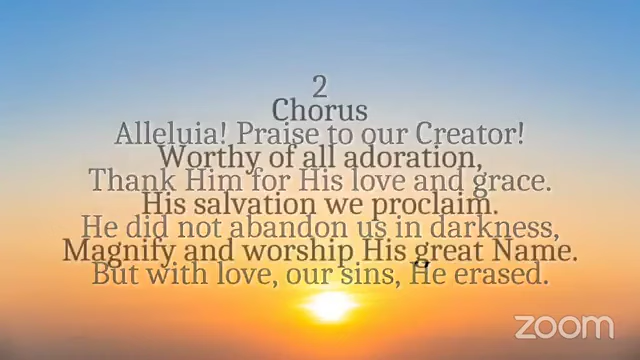 2
Chorus
Alleluia! Praise to our Creator!
Worthy of all adoration,
Thank Him for His love and grace.
His salvation we proclaim.
He did not abandon us in darkness,
Magnify and worship His great Name.
But with love, our sins, He erased.
zoom